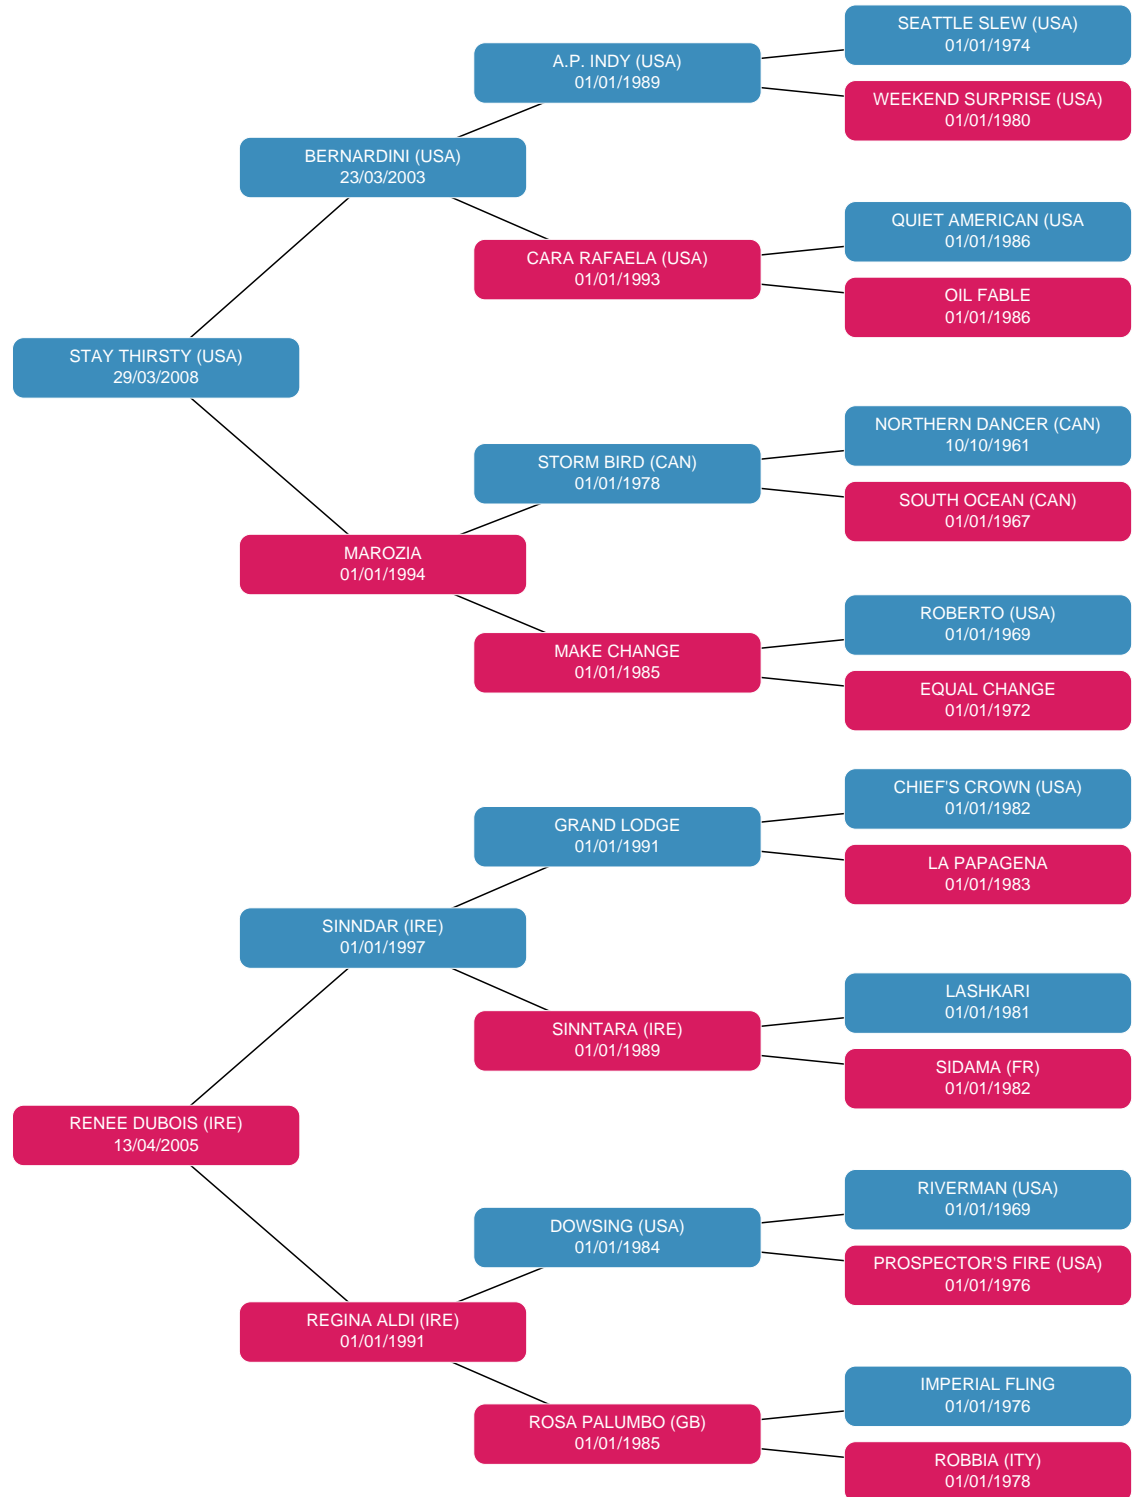 SEATTLE SLEW (USA)
01/01/1974
A.P. INDY (USA)
01/01/1989
WEEKEND SURPRISE (USA)
01/01/1980
BERNARDINI (USA)
23/03/2003
QUIET AMERICAN (USA
01/01/1986
CARA RAFAELA (USA)
01/01/1993
OIL FABLE
01/01/1986
STAY THIRSTY (USA)
29/03/2008
NORTHERN DANCER (CAN)
10/10/1961
STORM BIRD (CAN)
01/01/1978
SOUTH OCEAN (CAN)
01/01/1967
MAROZIA
01/01/1994
ROBERTO (USA)
01/01/1969
MAKE CHANGE
01/01/1985
EQUAL CHANGE
01/01/1972
CHIEF'S CROWN (USA)
01/01/1982
GRAND LODGE
01/01/1991
LA PAPAGENA
01/01/1983
SINNDAR (IRE)
01/01/1997
LASHKARI
01/01/1981
SINNTARA (IRE)
01/01/1989
SIDAMA (FR)
01/01/1982
RENEE DUBOIS (IRE)
13/04/2005
RIVERMAN (USA)
01/01/1969
DOWSING (USA)
01/01/1984
PROSPECTOR'S FIRE (USA)
01/01/1976
REGINA ALDI (IRE)
01/01/1991
IMPERIAL FLING
01/01/1976
ROSA PALUMBO (GB)
01/01/1985
ROBBIA (ITY)
01/01/1978